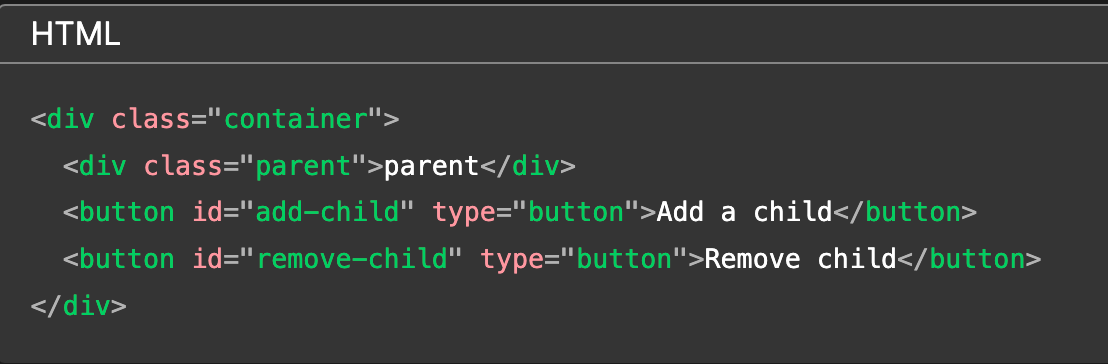 HTML
<div class="container">
  <div class="parent">parent</div>
  <button id="add-child" type="button">Add a child</button>
  <button id="remove-child" type="button">Remove child</button>
</div>